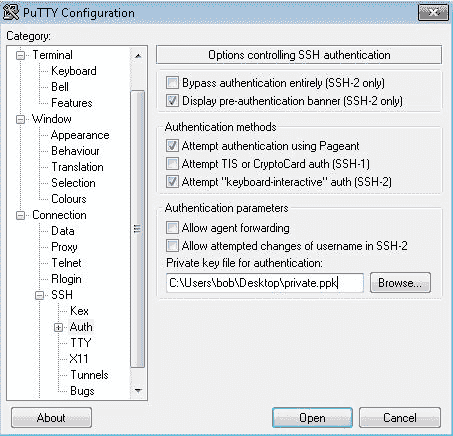 PuTTY Configuration
Category:
Terminal
Keyboard
Bell
Features
Window
Appearance
Behaviour
Translation
Selection
Colours
Connection
Data
Proxy
Telnet
Rlogin
SSH
Kex
Auth
TTY
X11
Tunnels
Bugs
Options controlling SSH authentication
Bypass authentication entirely (SSH-2 only)
Display pre-authentication banner (SSH-2 only)
Authentication methods
Attempt authentication using Pageant
Attempt TIS or CryptoCard auth (SSH-1)
Attempt "keyboard-interactive" auth (SSH-2)
Authentication parameters
Allow agent forwarding
Allow attempted changes of username in SSH-2
Private key file for authentication:
C:\Users\bob\Desktop\private.ppk
Browse...
About
Open
Cancel